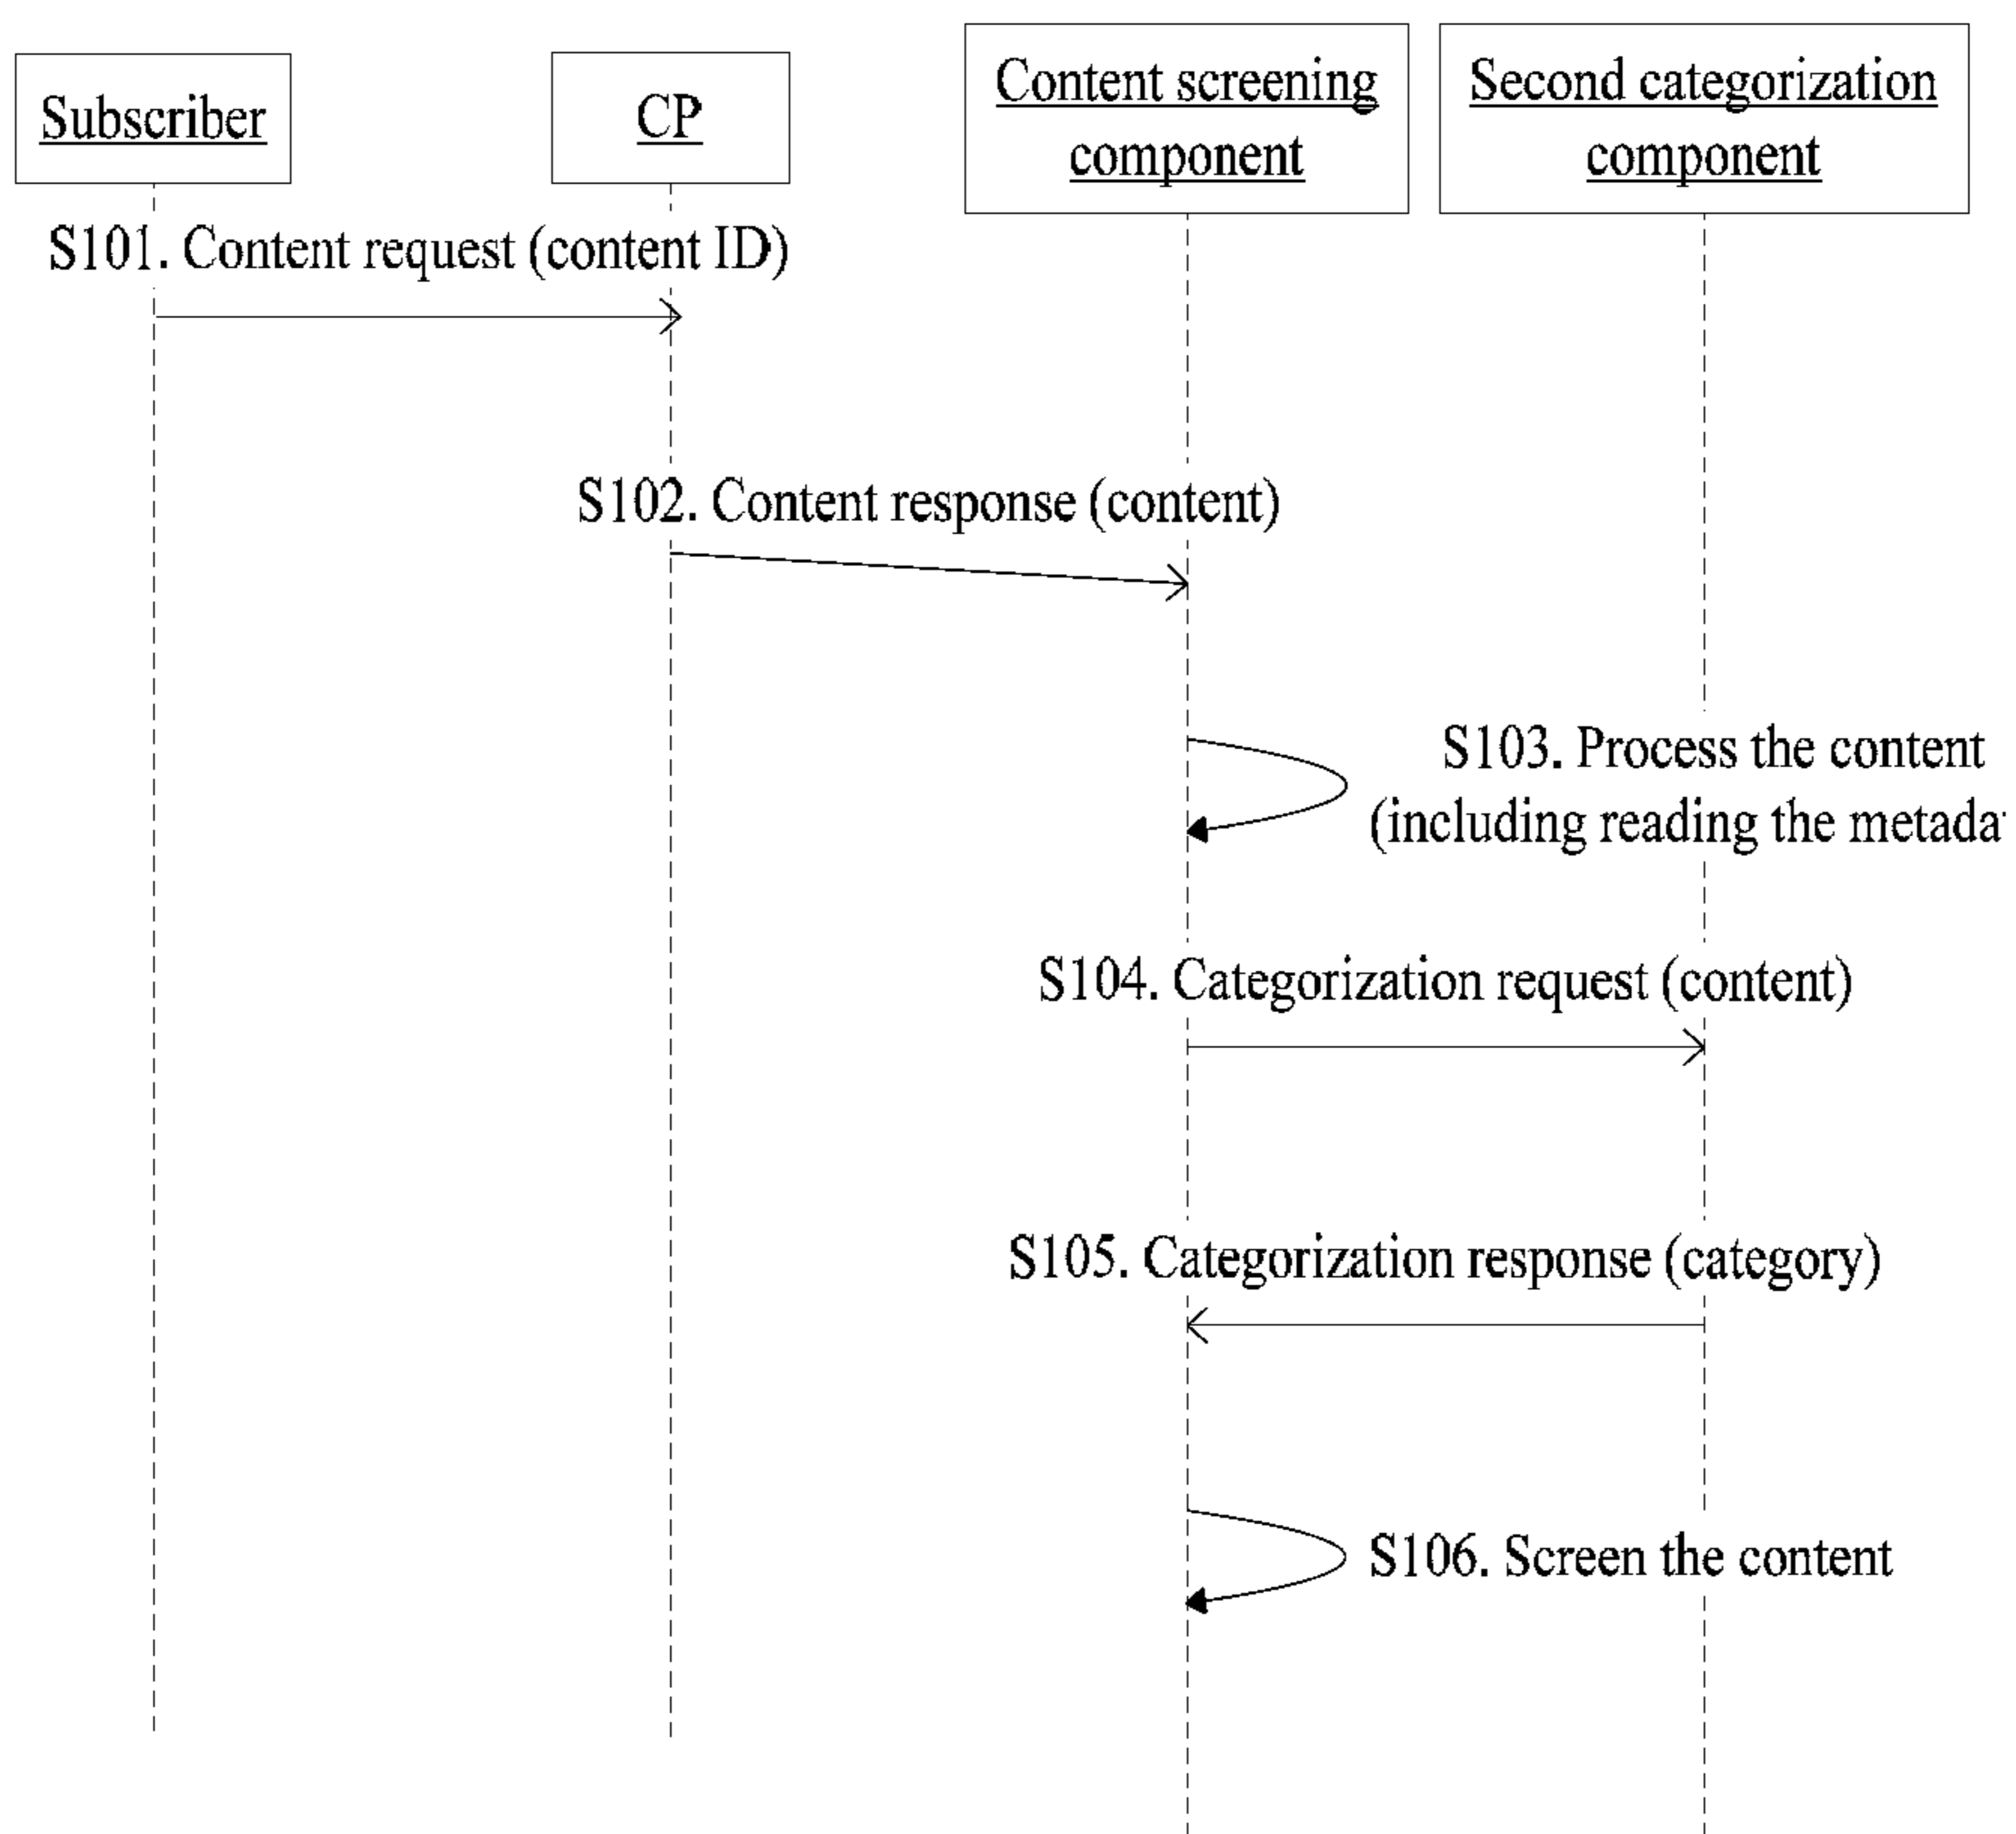 Subscriber
CP
Content screening
component
Second categorization
component
S101. Content request (content ID)
S102. Content response (content)
S103. Process the content
(including reading the metada
S104. Categorization request (content)
S105. Categorization response (category)
S106. Screen the content